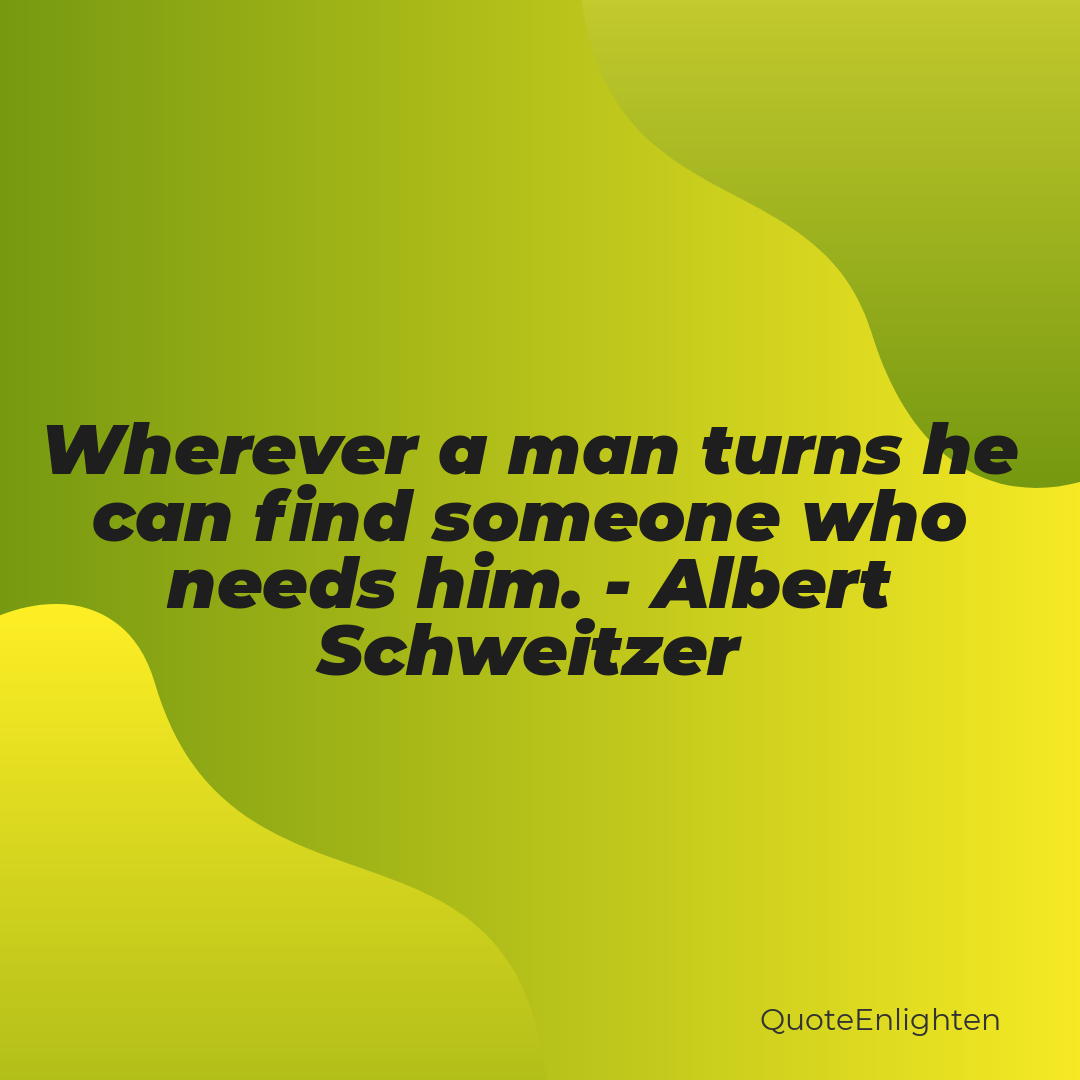 Wherever a man turns he
can find someone who
needs him. - Albert
Schweitzer
QuoteEnlighten